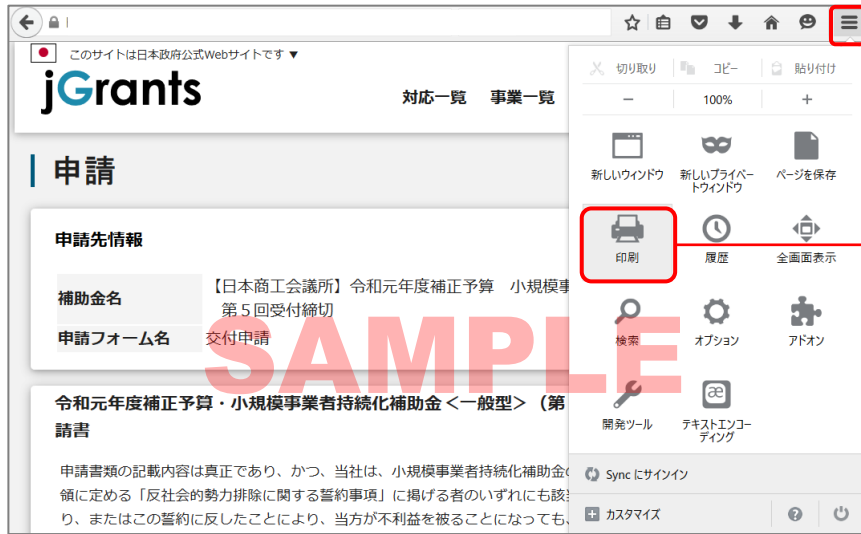 このサイトは日本政府公式Webサイトです ▼
jGrants
対応一覧 事業一覧
申請
申請先情報
補助金名 【日本商工会議所】令和元年度補正予算 小規模事
第５回受付締切
申請フォーム名 交付申請
SAMPLE
令和元年度補正予算・小規模事業者持続化補助金＜一般型＞（第
請書
申請書類の記載内容は真正であり、かつ、当社は、小規模事業者持続化補助金の
領に定める「反社会的勢力排除に関する誓約事項」に掲げる者のいずれにも該
り、またはこの誓約に反したことにより、当方が不利益を被ることになっても、
切り取り コピー 貼り付け
− 100% +
新しいウィンドウ 新しいプライベー ページを保存
トウィンドウ
印刷 履歴 全画面表示
検索 オプション アドオン
開発ツール テキストエンコー
ディング
Sync にサインイン
カスタマイズ